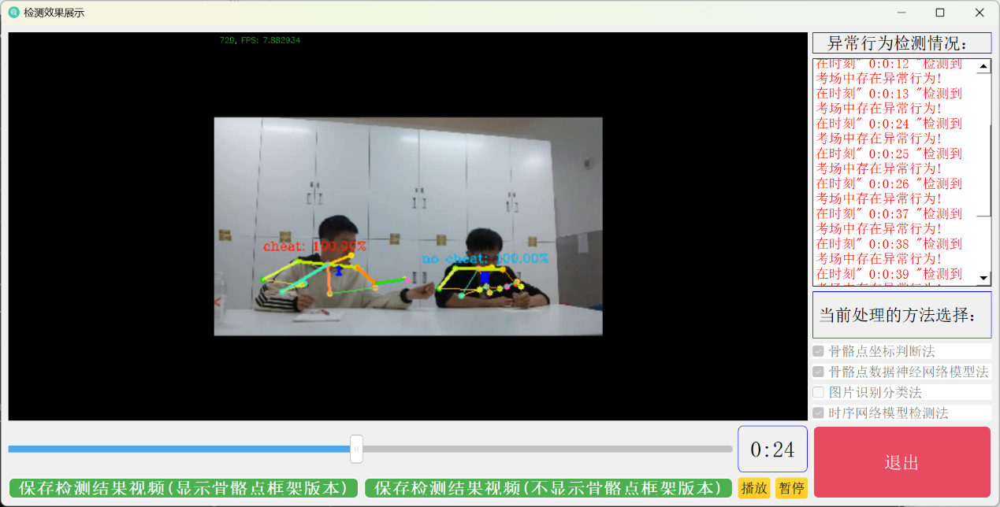 检测效果展示
729, FPS: 7.882934
cheat: 100.00%
no cheat: 100.00%
异常行为检测情况:
在时刻" 0:0:12 "检测到
考场中存在异常行为!
在时刻" 0:0:13 "检测到
考场中存在异常行为!
在时刻" 0:0:24 "检测到
考场中存在异常行为!
在时刻" 0:0:25 "检测到
考场中存在异常行为!
在时刻" 0:0:26 "检测到
考场中存在异常行为!
在时刻" 0:0:37 "检测到
考场中存在异常行为!
在时刻" 0:0:38 "检测到
考场中存在异常行为!
在时刻" 0:0:39 "检测到
当前处理的方法选择:
骨骼点坐标判断法
骨骼点数据神经网络模型法
图片识别分类法
时序网络模型检测法
0:24
保存检测结果视频(显示骨骼点框架版本)
保存检测结果视频(不显示骨骼点框架版本)
播放
暂停
退出